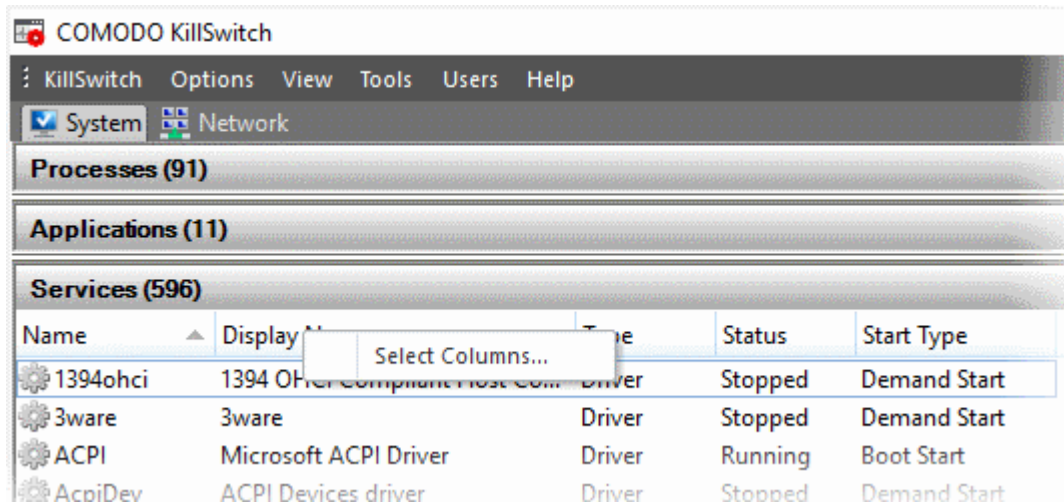 COMODO KillSwitch
KillSwitch Options View Tools Users Help
System Network
Processes (91)
Applications (11)
Services (596)
Name Display Status Start Type
Select Columns...
1394ohci 1394 Driver Stopped Demand Start
3ware 3ware Driver Stopped Demand Start
ACPI Microsoft ACPI Driver Driver Running Boot Start
AcpiDev ACPI Devices driver Driver Stopped Demand Start